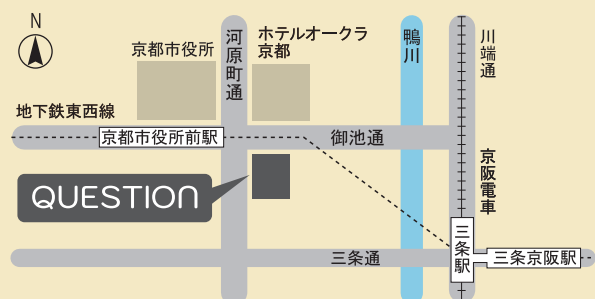 N
京都市役所
河原町通
ホテルオークラ
京都
鴨川
川端通
地下鉄東西線
京都市役所前駅
御池通
京阪電車
QUESTION
三条通
三条駅
三条京阪駅